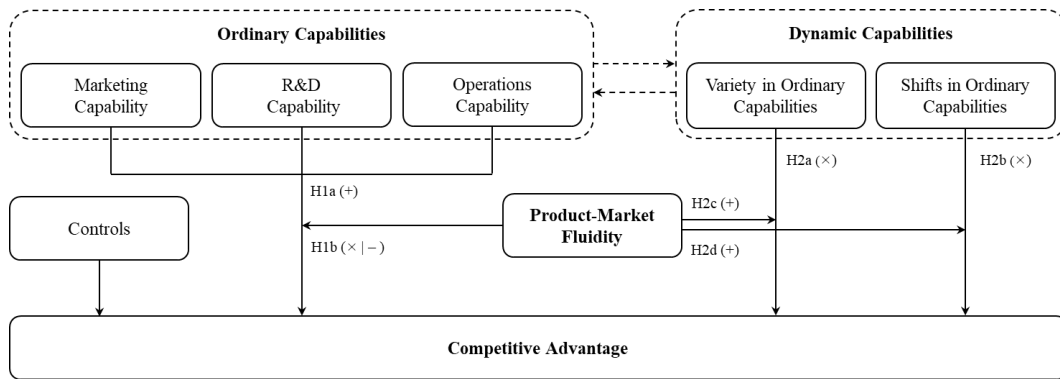 Ordinary Capabilities
Marketing
Capability
R&D
Capability
Operations
Capability
Dynamic Capabilities
Variety in Ordinary
Capabilities
Shifts in Ordinary
Capabilities
H2a (×)
H2b (×)
H1a (+)
Controls
Product-Market
Fluidity
H2c (+)
H1b (× | −)
H2d (+)
Competitive Advantage